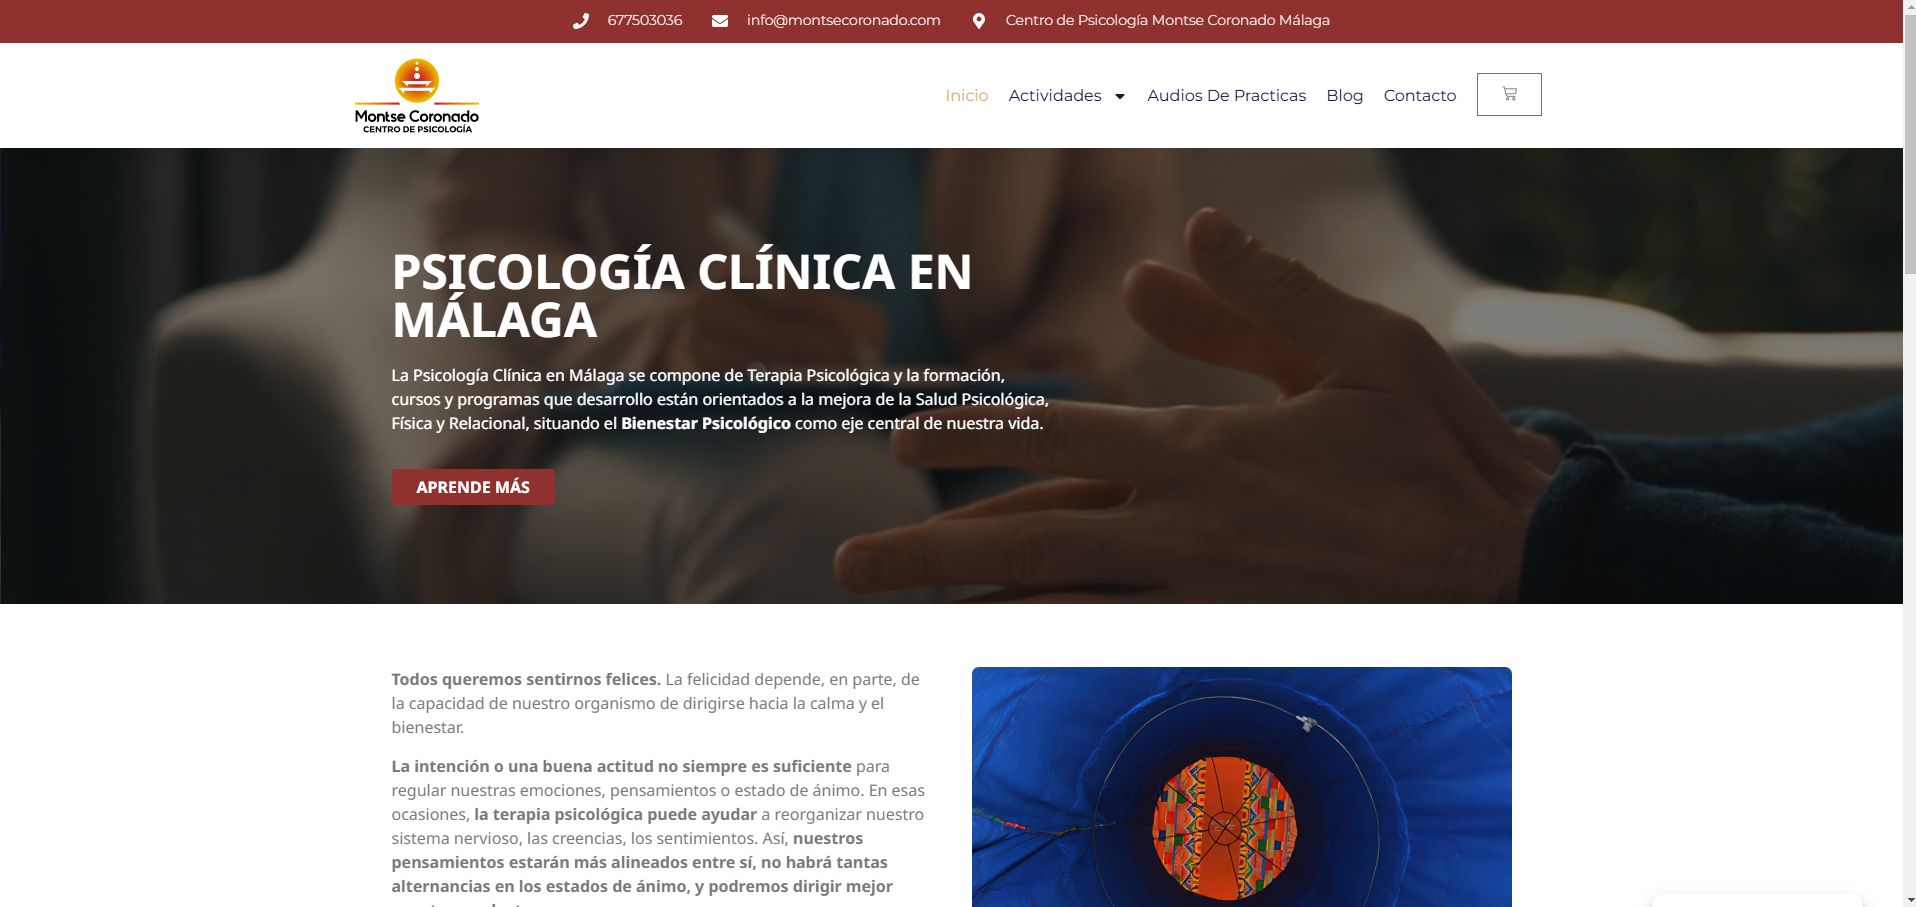 677503036 info@montsecoronado.com Centro de Psicología Montse Coronado Málaga
Montse Coronado
CENTRO DE PSICOLOGÍA
Inicio Actividades Audios De Practicas Blog Contacto
PSICOLOGÍA CLÍNICA EN
MÁLAGA
La Psicología Clínica en Málaga se compone de Terapia Psicológica y la formación,
cursos y programas que desarrollo están orientados a la mejora de la Salud Psicológica,
Física y Relacional, situando el Bienestar Psicológico como eje central de nuestra vida.
APRENDE MÁS
Todos queremos sentirnos felices. La felicidad depende, en parte, de
la capacidad de nuestro organismo de dirigirse hacia la calma y el
bienestar.
La intención o una buena actitud no siempre es suficiente para
regular nuestras emociones, pensamientos o estado de ánimo. En esas
ocasiones, la terapia psicológica puede ayudar a reorganizar nuestro
sistema nervioso, las creencias, los sentimientos. Así, nuestros
pensamientos estarán más alineados entre sí, no habrá tantas
alternancias en los estados de ánimo, y podremos dirigir mejor